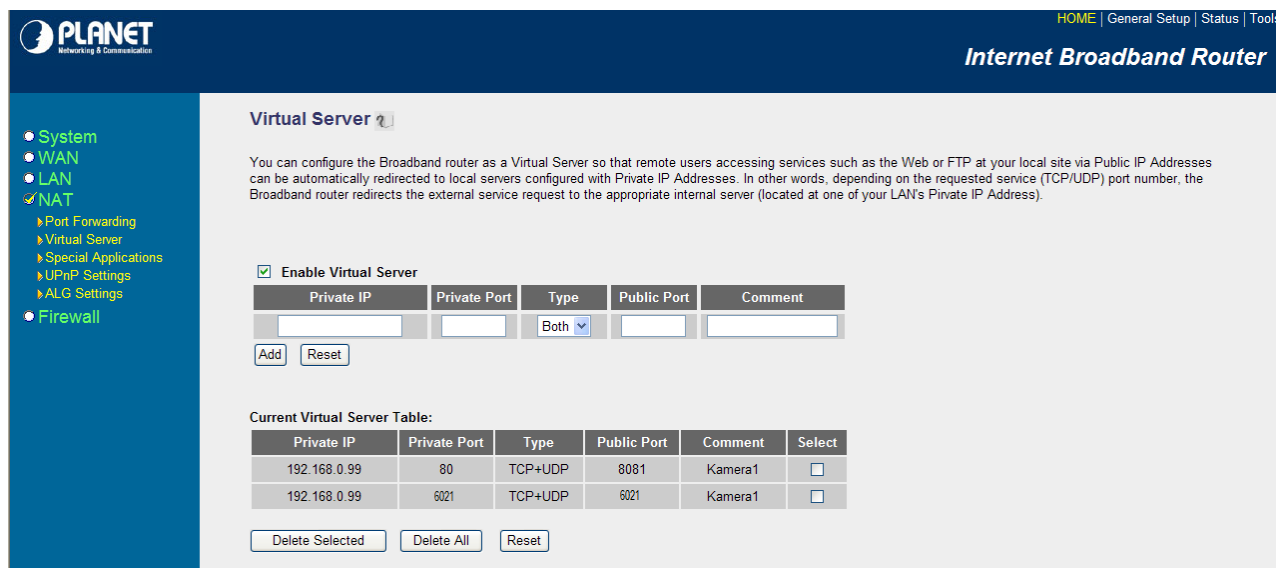 PLANET
Networking & Communication
HOME | General Setup | Status | Tools
Internet Broadband Router
System
WAN
LAN
NAT
Port Forwarding
Virtual Server
Special Applications
UPnP Settings
ALG Settings
Firewall
Virtual Server
You can configure the Broadband router as a Virtual Server so that remote users accessing services such as the Web or FTP at your local site via Public IP Addresses
can be automatically redirected to local servers configured with Private IP Addresses. In other words, depending on the requested service (TCP/UDP) port number, the
Broadband router redirects the external service request to the appropriate internal server (located at one of your LAN's Pivate IP Address).
Enable Virtual Server
Private IP Private Port Type Public Port Comment
Both
Add Reset
Current Virtual Server Table:
Private IP Private Port Type Public Port Comment Select
192.168.0.99 80 TCP+UDP 8081 Kamera1
192.168.0.99 6021 TCP+UDP 6021 Kamera1
Delete Selected Delete All Reset